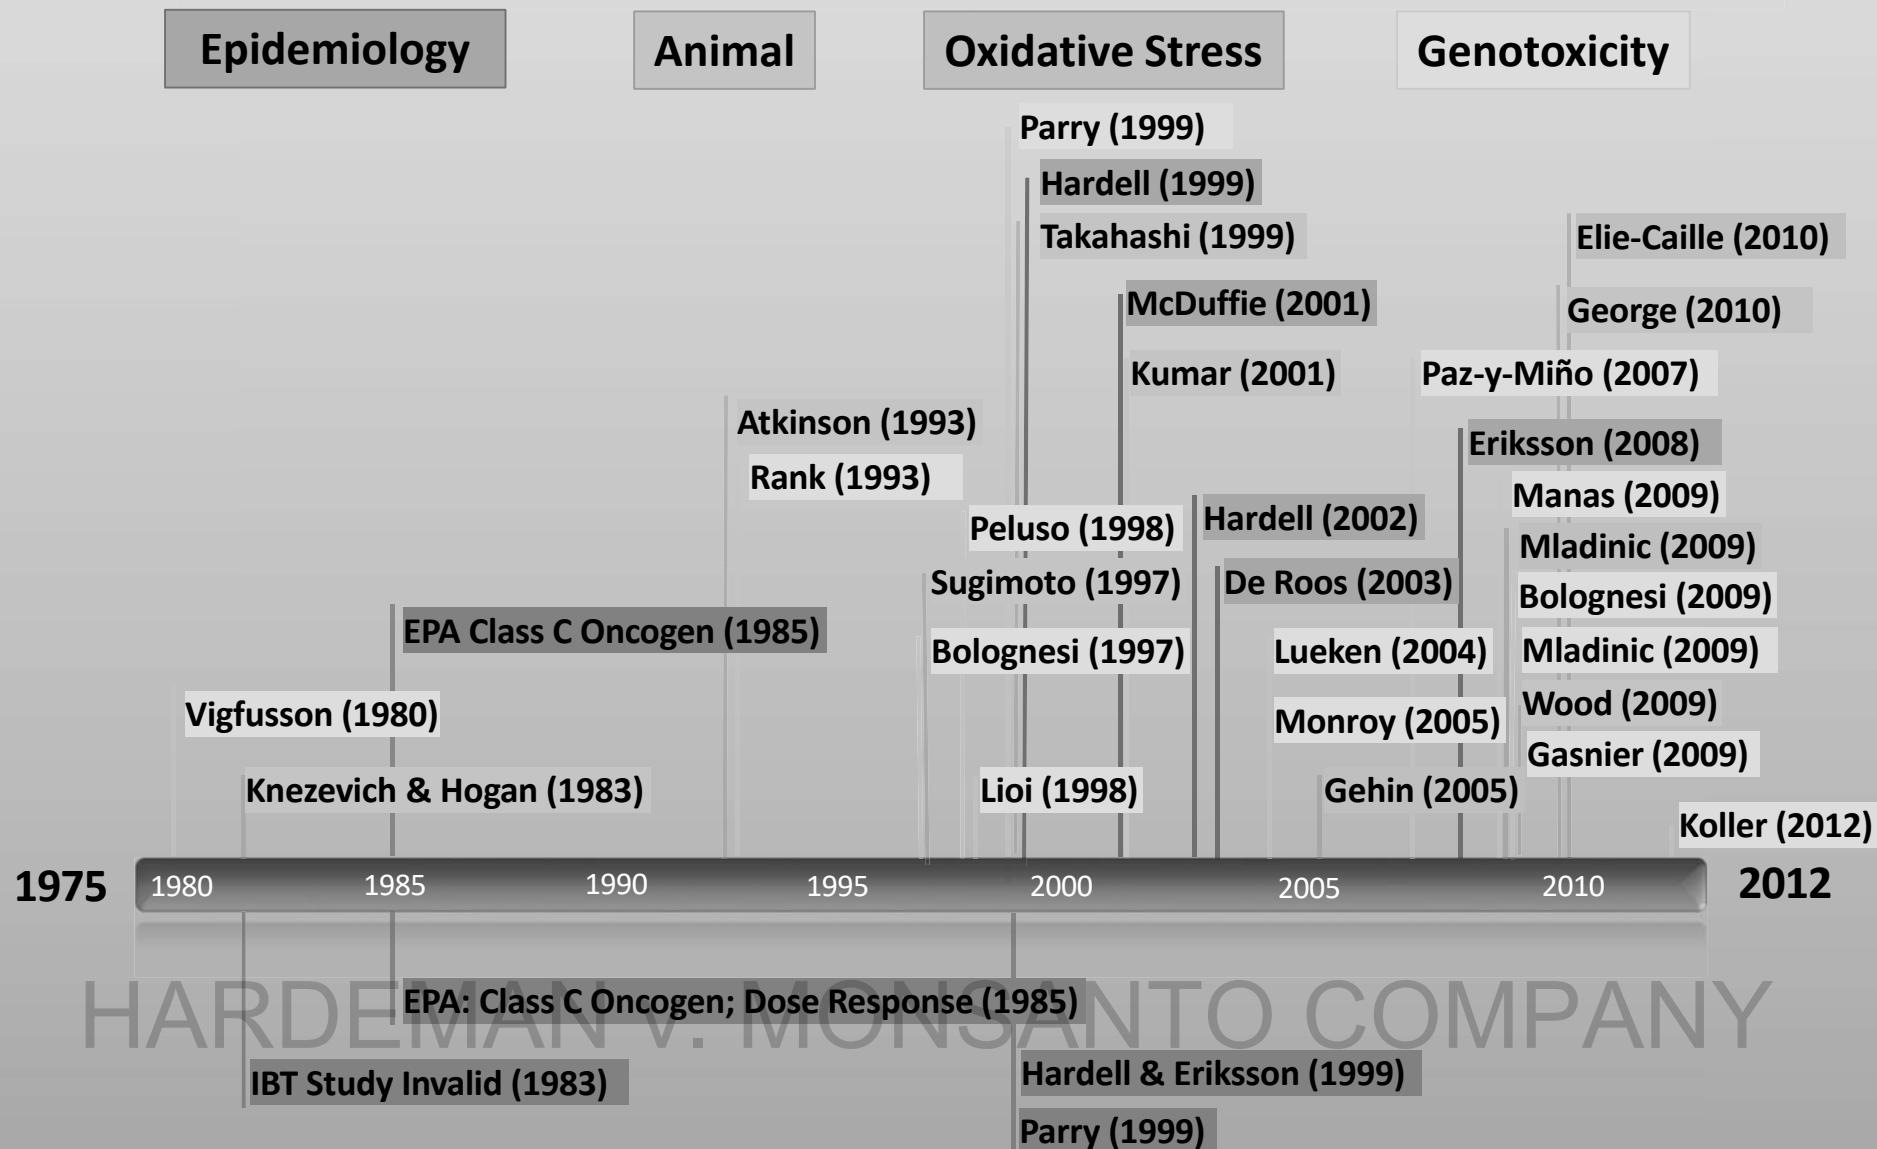 Epidemiology
Animal
Oxidative Stress
Genotoxicity
Parry (1999)
Hardell (1999)
Takahashi (1999)
Elie-Caille (2010)
McDuffie (2001)
George (2010)
Kumar (2001)
Paz-y-Miño (2007)
Atkinson (1993)
Eriksson (2008)
Rank (1993)
Manas (2009)
Peluso (1998)
Hardell (2002)
Mladinic (2009)
Sugimoto (1997)
De Roos (2003)
Bolognesi (2009)
EPA Class C Oncogen (1985)
Bolognesi (1997)
Lueken (2004)
Mladinic (2009)
Vigfusson (1980)
Monroy (2005)
Wood (2009)
Gasnier (2009)
Knezevich & Hogan (1983)
Lioi (1998)
Gehin (2005)
Koller (2012)
1975
1980
1985
1990
1995
2000
2005
2010
2012
EPA: Class C Oncogen; Dose Response (1985)
HARDEMAN v. MONSANTO COMPANY
IBT Study Invalid (1983)
Hardell & Eriksson (1999)
Parry (1999)